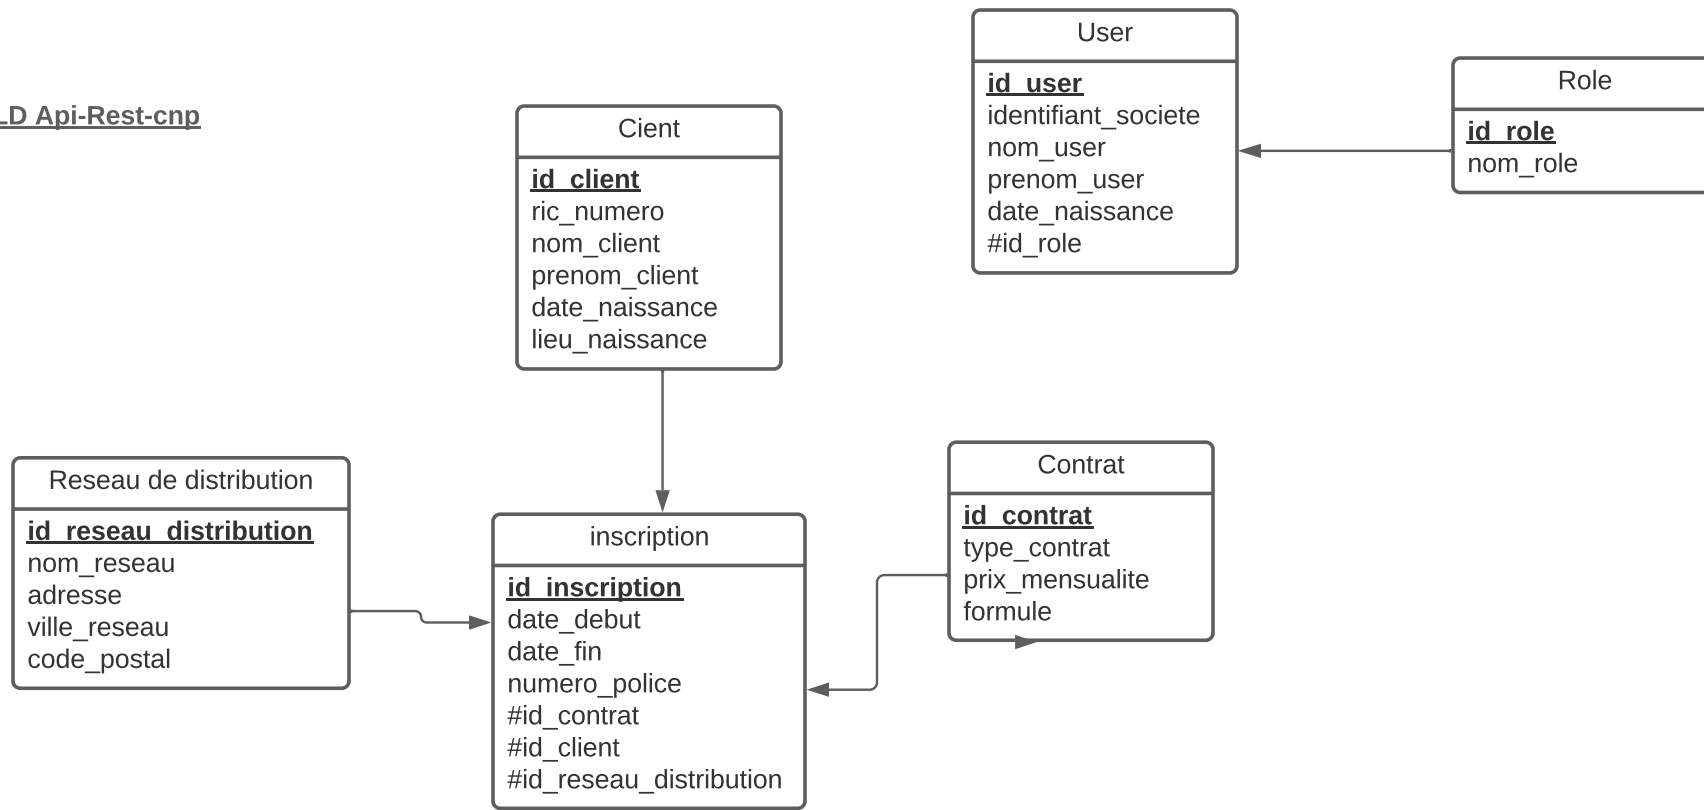 LD Api-Rest-cnp
User
id_user
identifiant_societe
nom_user
prenom_user
date_naissance
#id_role
Role
id_role
nom_role
Cient
id_client
ric_numero
nom_client
prenom_client
date_naissance
lieu_naissance
Reseau de distribution
id_reseau_distribution
nom_reseau
adresse
ville_reseau
code_postal
inscription
id_inscription
date_debut
date_fin
numero_police
#id_contrat
#id_client
#id_reseau_distribution
Contrat
id_contrat
type_contrat
prix_mensualite
formule